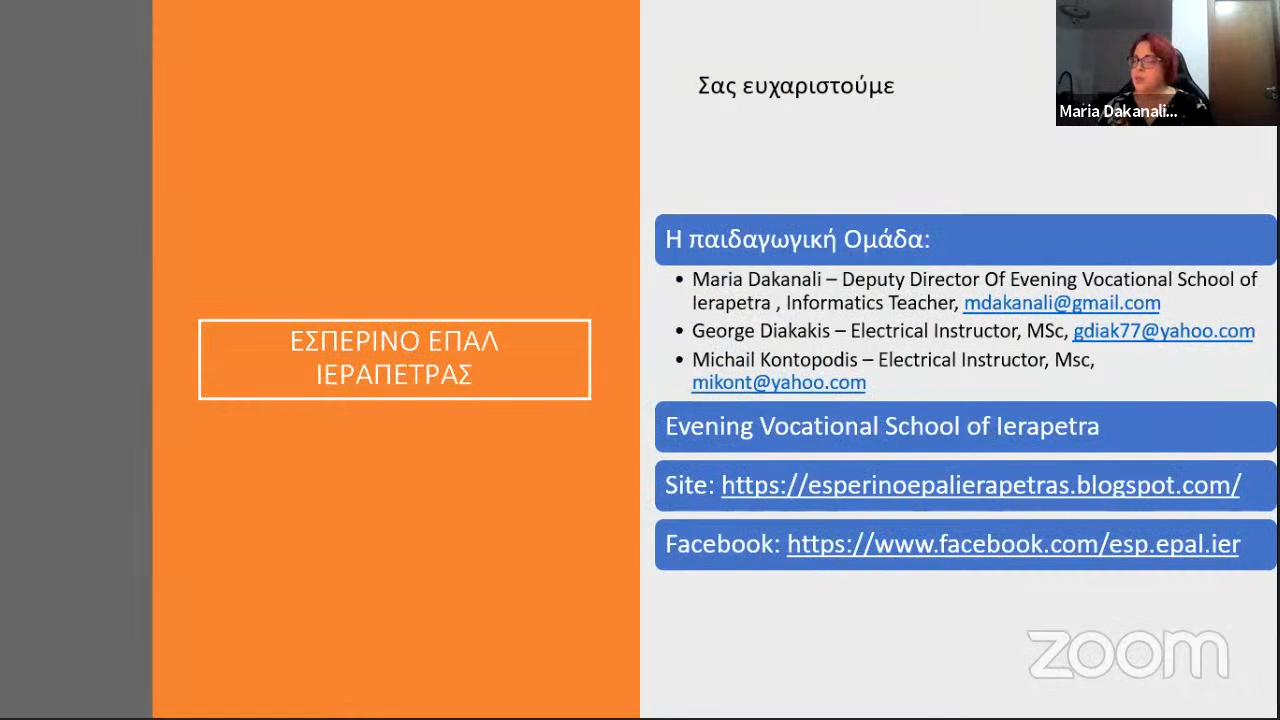 Σας ευχαριστούμε
Maria Dakanali...
ΕΣΠΕΡΙΝΟ ΕΠΑΛ
ΙΕΡΑΠΕΤΡΑΣ
Η παιδαγωγική Ομάδα:
• Maria Dakanali – Deputy Director Of Evening Vocational School of
Ierapetra , Informatics Teacher, mdakanali@gmail.com
• George Diakakis – Electrical Instructor, MSc, gdiak77@yahoo.com
• Michail Kontopodis – Electrical Instructor, Msc,
mikont@yahoo.com
Evening Vocational School of Ierapetra
Site: https://esperinoepalierapetras.blogspot.com/
Facebook: https://www.facebook.com/esp.epal.ier
zoom